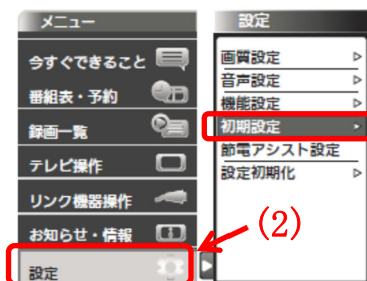 メニュー
今すぐできること
番組表・予約
録画一覧
テレビ操作
リンク機器操作
お知らせ・情報
設定
設定
画質設定
音声設定
機能設定
初期設定
節電アシスト設定
設定初期化
(2)